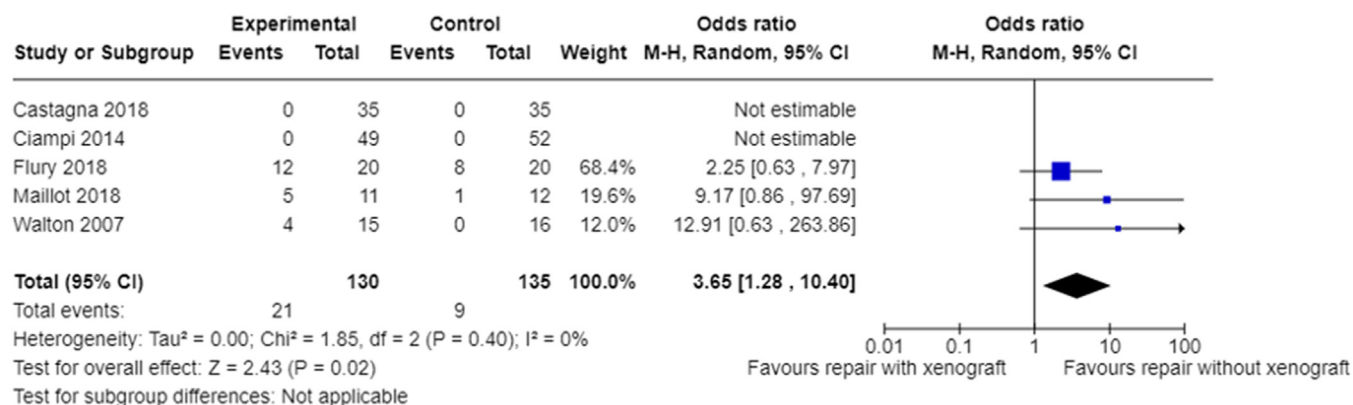 Experimental Control Odds ratio Odds ratio
Study or Subgroup Events Total Events Total Weight M-H, Random, 95% CI M-H, Random, 95% CI
Castagna 2018 0 35 0 35 Not estimable
Ciampi 2014 0 49 0 52 Not estimable
Flury 2018 12 20 8 20 68.4% 2.25 [0.63 , 7.97]
Maillot 2018 5 11 1 12 19.6% 9.17 [0.86 , 97.69]
Walton 2007 4 15 0 16 12.0% 12.91 [0.63 , 263.86]
Total (95% CI) 130 135 100.0% 3.65 [1.28 , 10.40]
Total events: 21 9
Heterogeneity: Tau² = 0.00; Chi² = 1.85, df = 2 (P = 0.40); I² = 0%
0.01 0.1 1 10 100
Test for overall effect: Z = 2.43 (P = 0.02)
Favours repair with xenograft Favours repair without xenograft
Test for subgroup differences: Not applicable